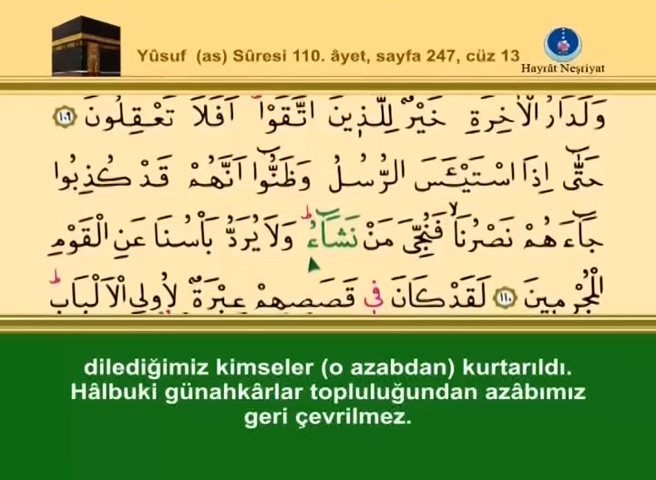 Yûsuf (as) Sûresi 110. âyet, sayfa 247, cüz 13
Hayrât Neşriyat
وَلَدَارُ الْاٰخِرَةِ خَيْرٌ لِلَّذِينَ اتَّقَوْا اَفَلَا تَعْقِلُونَ ﴿١٠٩﴾
حَتّٰى اِذَا اسْتَيْـَٔسَ الرُّسُلُ وَظَنُّوا اَنَّهُمْ قَدْ كُذِبُوا
جَٓاءَهُمْ نَصْرُنَا فَنُجِّىَ مَنْ نَشَٓاءُ وَلَا يُرَدُّ بَاْسُنَا عَنِ الْقَوْمِ
الْمُجْرِمِينَ ﴿١١٠﴾ لَقَدْ كَانَ فِى قَصَصِهِمْ عِبْرَةٌ لِاُولِى الْاَلْبَابِ
dilediğimiz kimseler (o azabdan) kurtarıldı.
Hâlbuki günahkârlar topluluğundan azâbımız
geri çevrilmez.